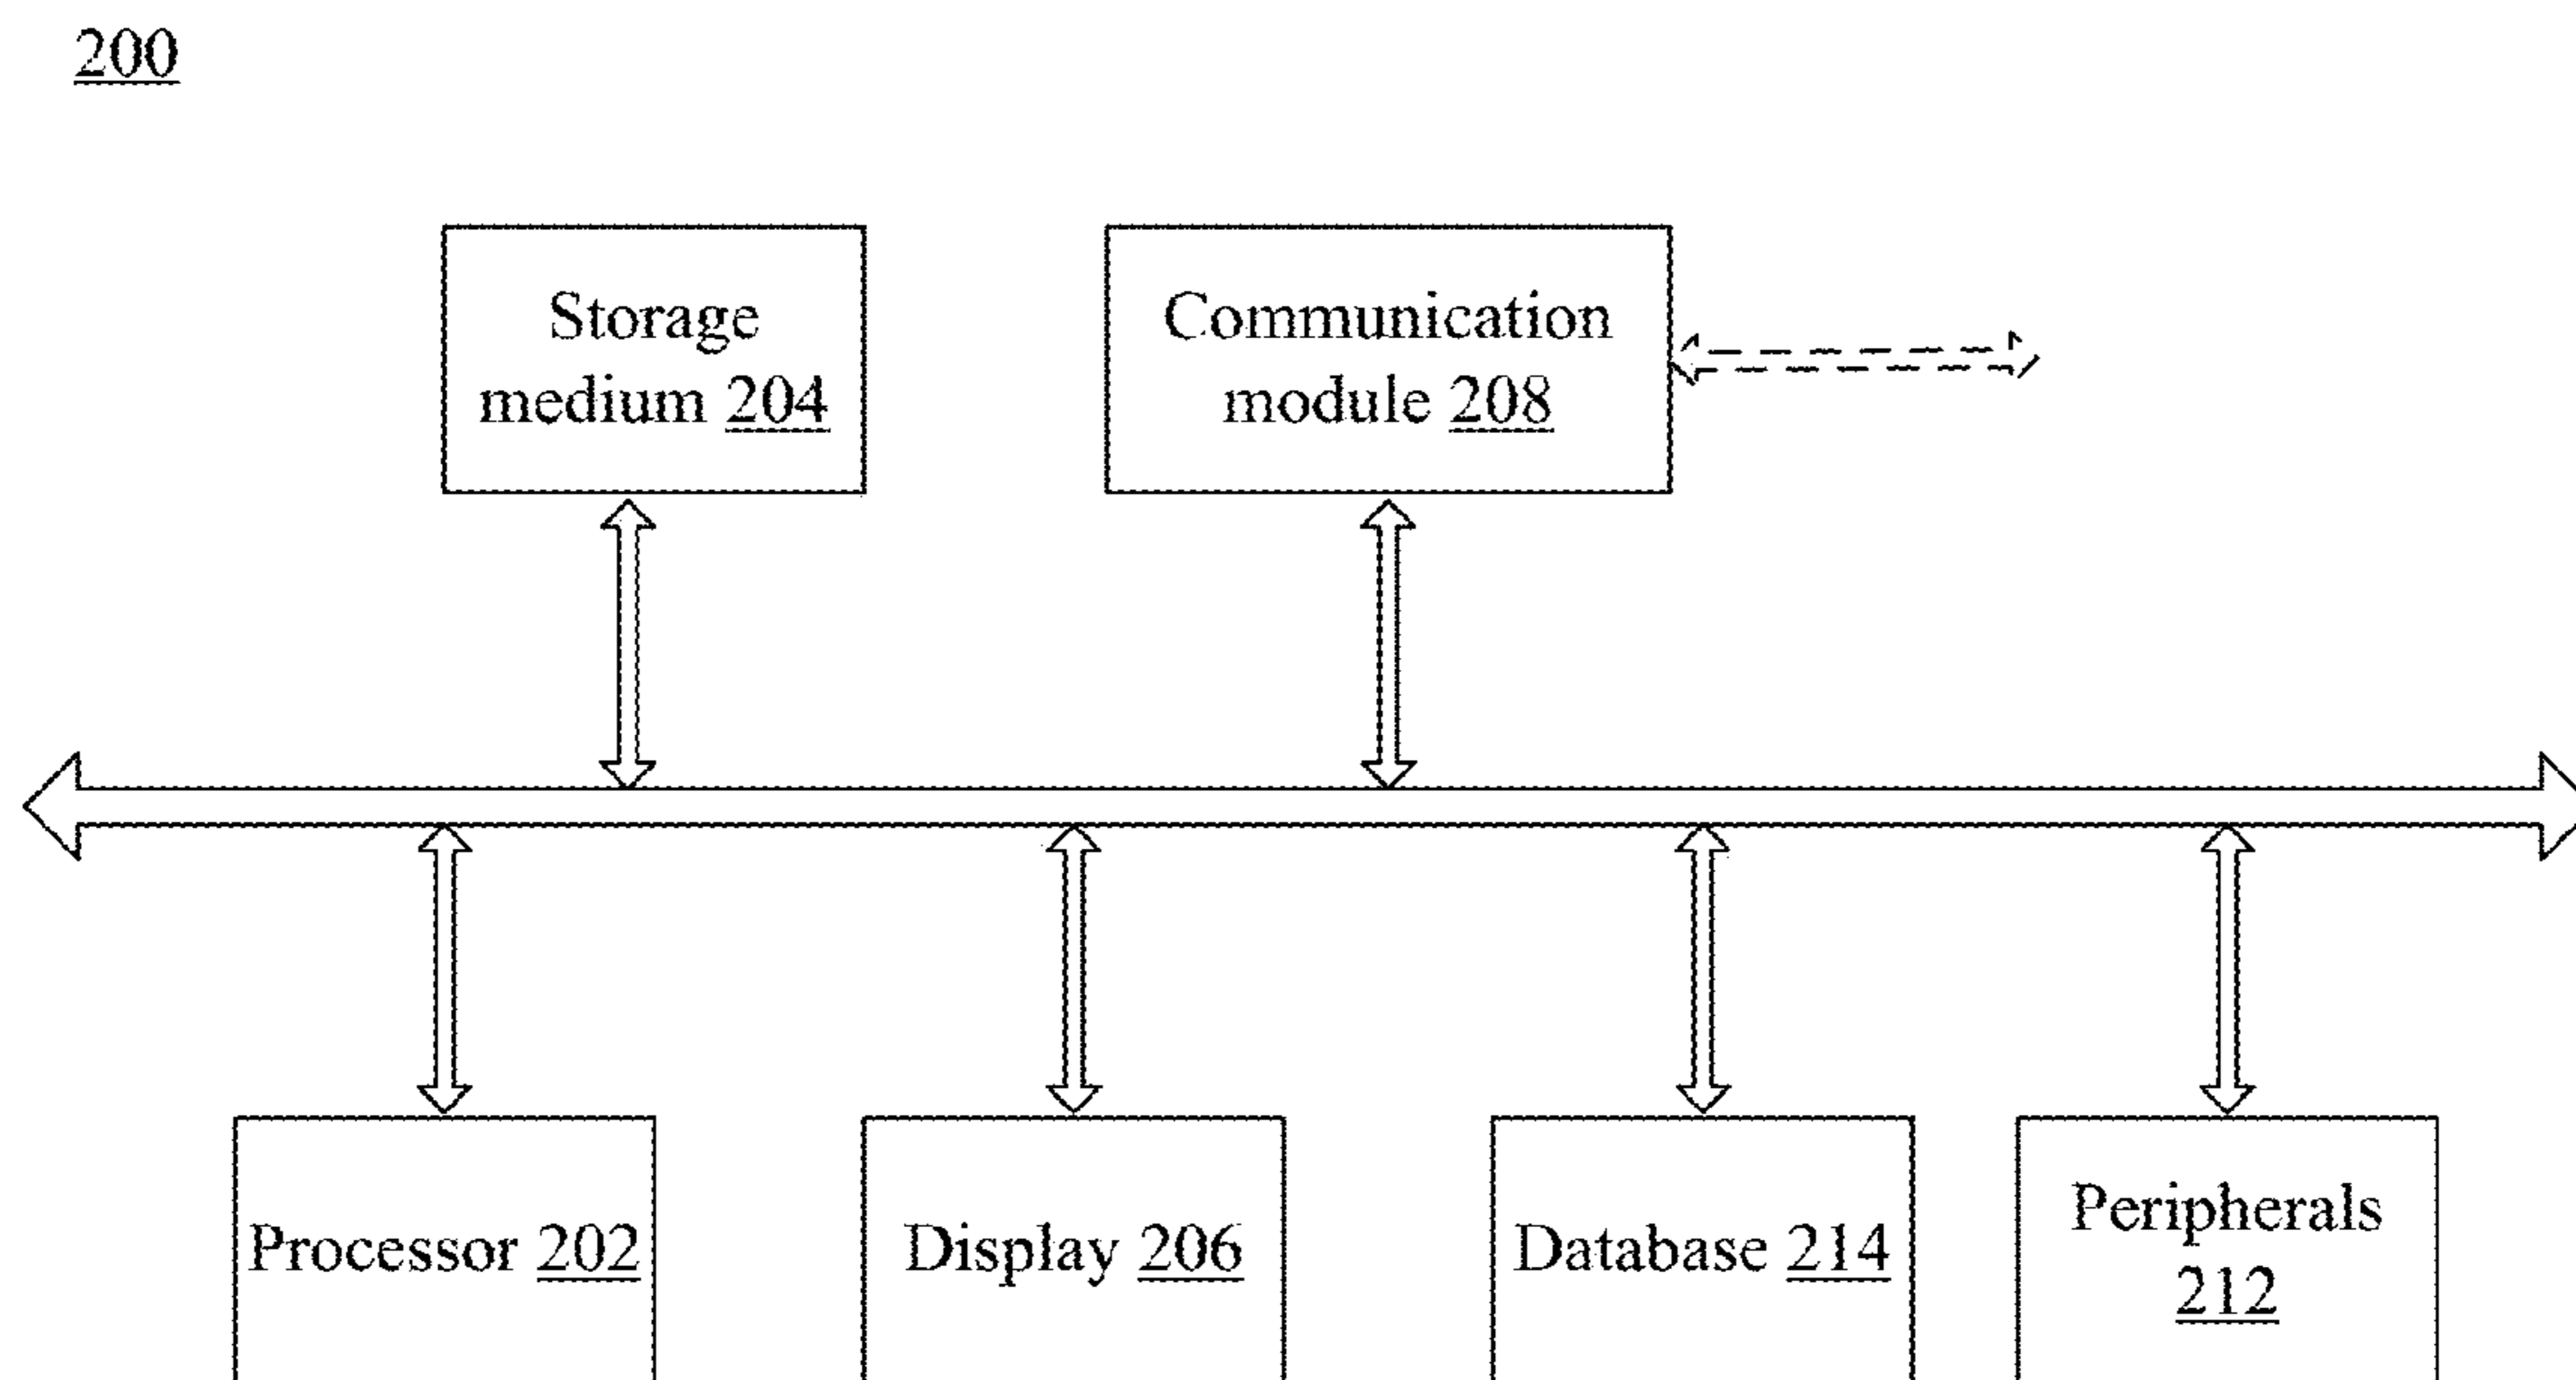 200
Storage
medium 204
Communication
module 208
Processor 202
Display 206
Database 214
Peripherals
212